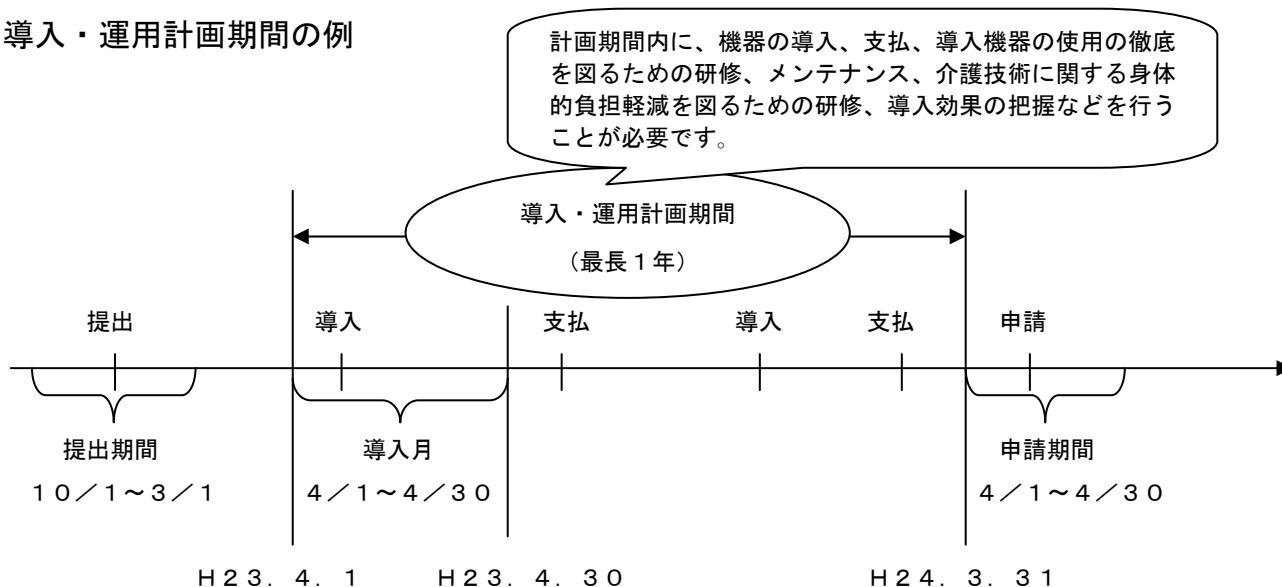 導入・運用計画期間の例
計画期間内に、機器の導入、支払、導入機器の使用の徹底
を図るための研修、メンテナンス、介護技術に関する身体
的負担軽減を図るための研修、導入効果の把握などを行う
ことが必要です。
導入・運用計画期間
（最長１年）
提出 導入 支払 導入 支払 申請
提出期間 導入月 申請期間
１０／１～３／１ ４／１～４／３０ ４／１～４／３０
Ｈ２３．４．１ Ｈ２３．４．３０ Ｈ２４．３．３１